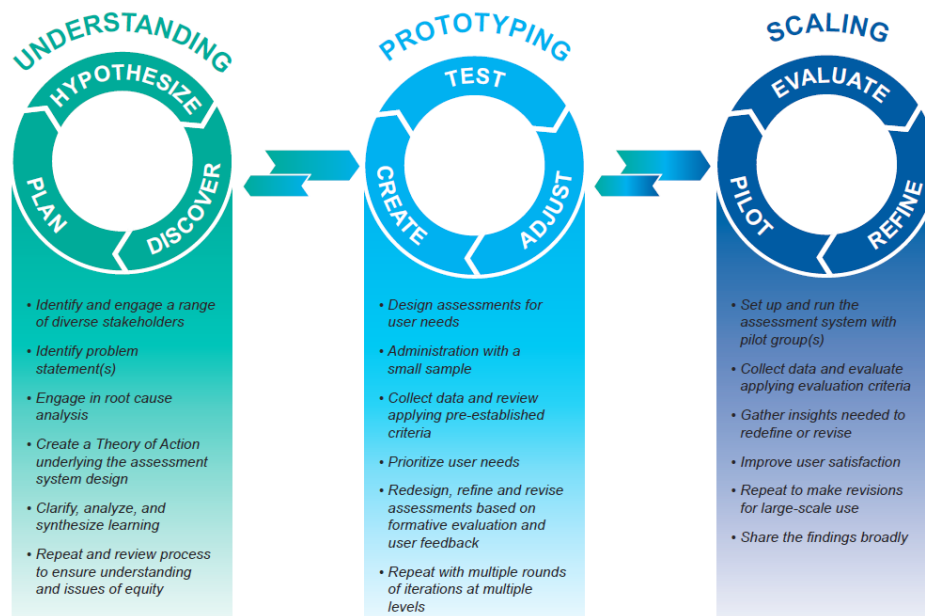 UNDERSTANDING
HYPOTHESIZE
PLAN
DISCOVER
• Identify and engage a range
of diverse stakeholders
• Identify problem
statement(s)
• Engage in root cause
analysis
• Create a Theory of Action
underlying the assessment
system design
• Clarify, analyze, and
synthesize learning
• Repeat and review process
to ensure understanding
and issues of equity
PROTOTYPING
TEST
CREATE
ADJUST
• Design assessments for
user needs
• Administration with a
small sample
• Collect data and review
applying pre-established
criteria
• Prioritize user needs
• Redesign, refine and revise
assessments based on
formative evaluation and
user feedback
• Repeat with multiple rounds
of iterations at multiple
levels
SCALING
EVALUATE
PILOT
REFINE
• Set up and run the
assessment system with
pilot group(s)
• Collect data and evaluate
applying evaluation criteria
• Gather insights needed to
redefine or revise
• Improve user satisfaction
• Repeat to make revisions
for large-scale use
• Share the findings broadly